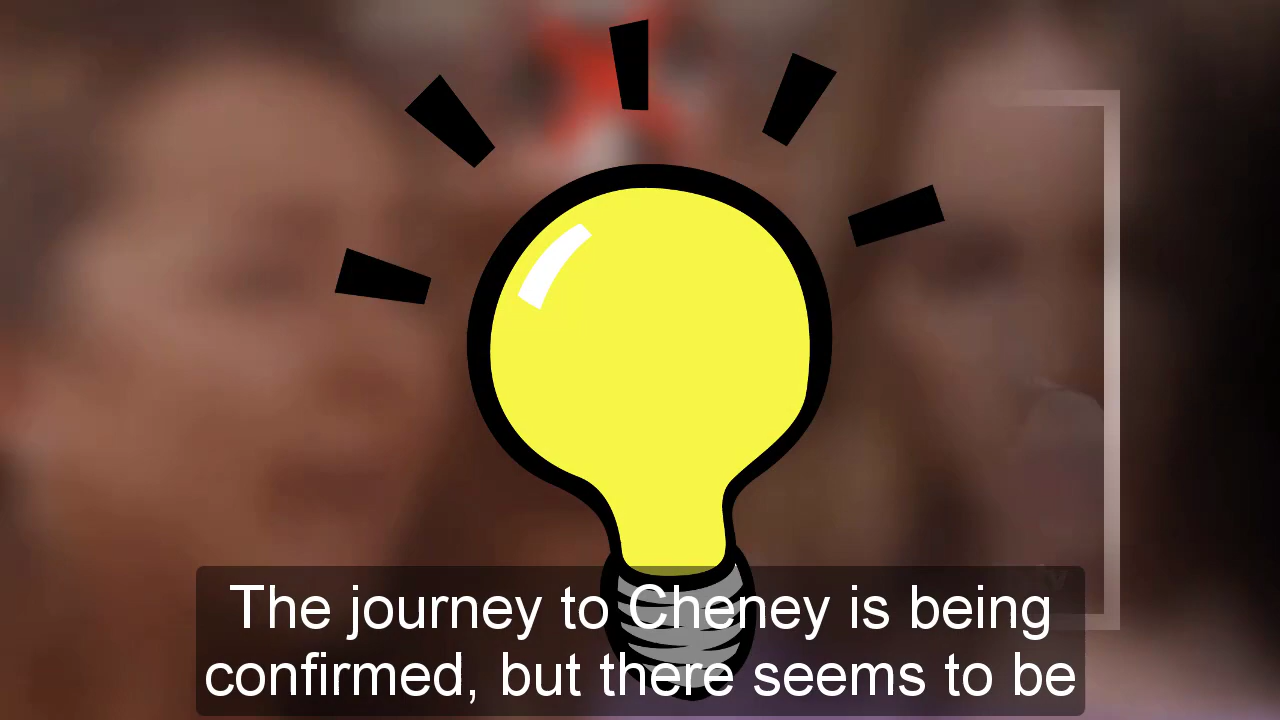 The journey to Cheney is being
confirmed, but there seems to be